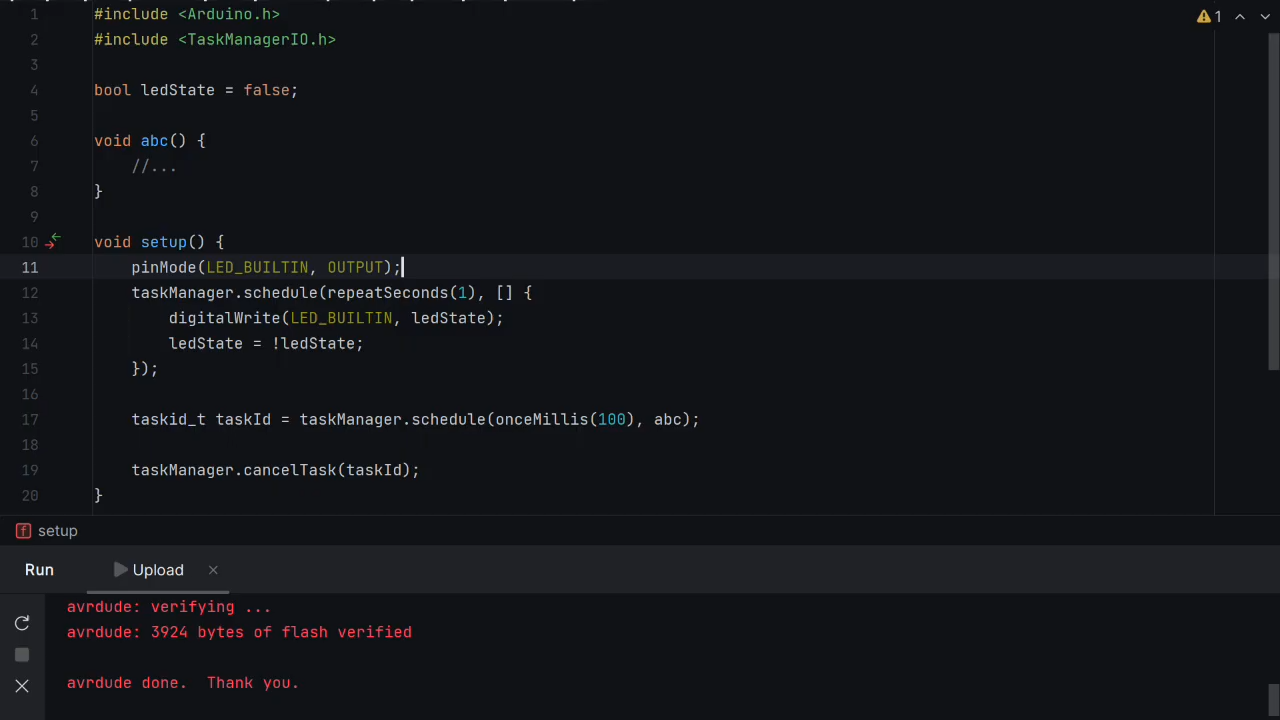 1 #include <Arduino.h>
2 #include <TaskManagerIO.h>
3
4 bool ledState = false;
5
6 void abc() {
7     //...
8 }
9
10 void setup() {
11     pinMode(LED_BUILTIN, OUTPUT);
12     taskManager.schedule(repeatSeconds(1), [] {
13         digitalWrite(LED_BUILTIN, ledState);
14         ledState = !ledState;
15     });
16
17     taskid_t taskId = taskManager.schedule(onceMillis(100), abc);
18
19     taskManager.cancelTask(taskId);
20 }
1
f setup
Run Upload
avrdude: verifying ...
avrdude: 3924 bytes of flash verified
avrdude done.  Thank you.